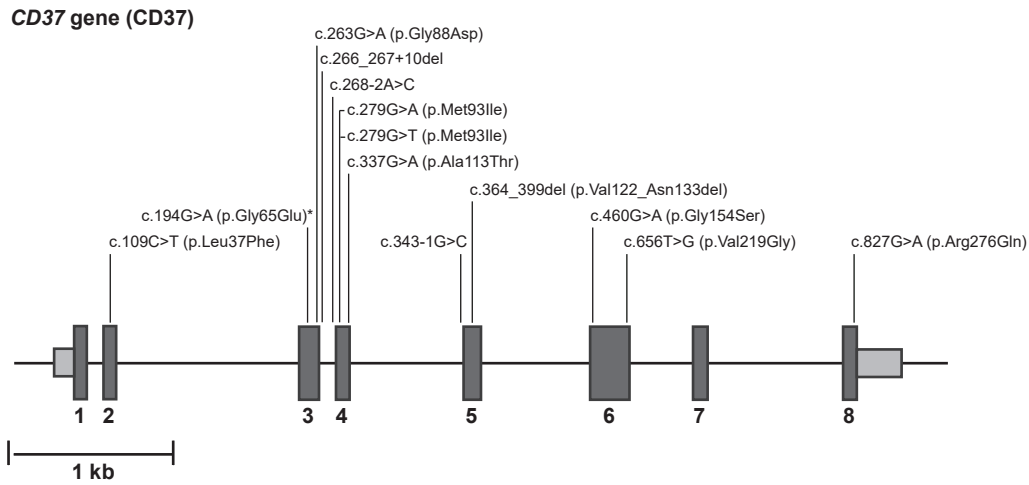 CD37 gene (CD37)
c.263G>A (p.Gly88Asp)
c.266_267+10del
c.268-2A>C
c.279G>A (p.Met93Ile)
c.279G>T (p.Met93Ile)
c.337G>A (p.Ala113Thr)
c.364_399del (p.Val122_Asn133del)
c.194G>A (p.Gly65Glu)* c.460G>A (p.Gly154Ser)
c.109C>T (p.Leu37Phe) c.343-1G>C c.656T>G (p.Val219Gly) c.827G>A (p.Arg276Gln)
1 2 3 4 5 6 7 8
1 kb